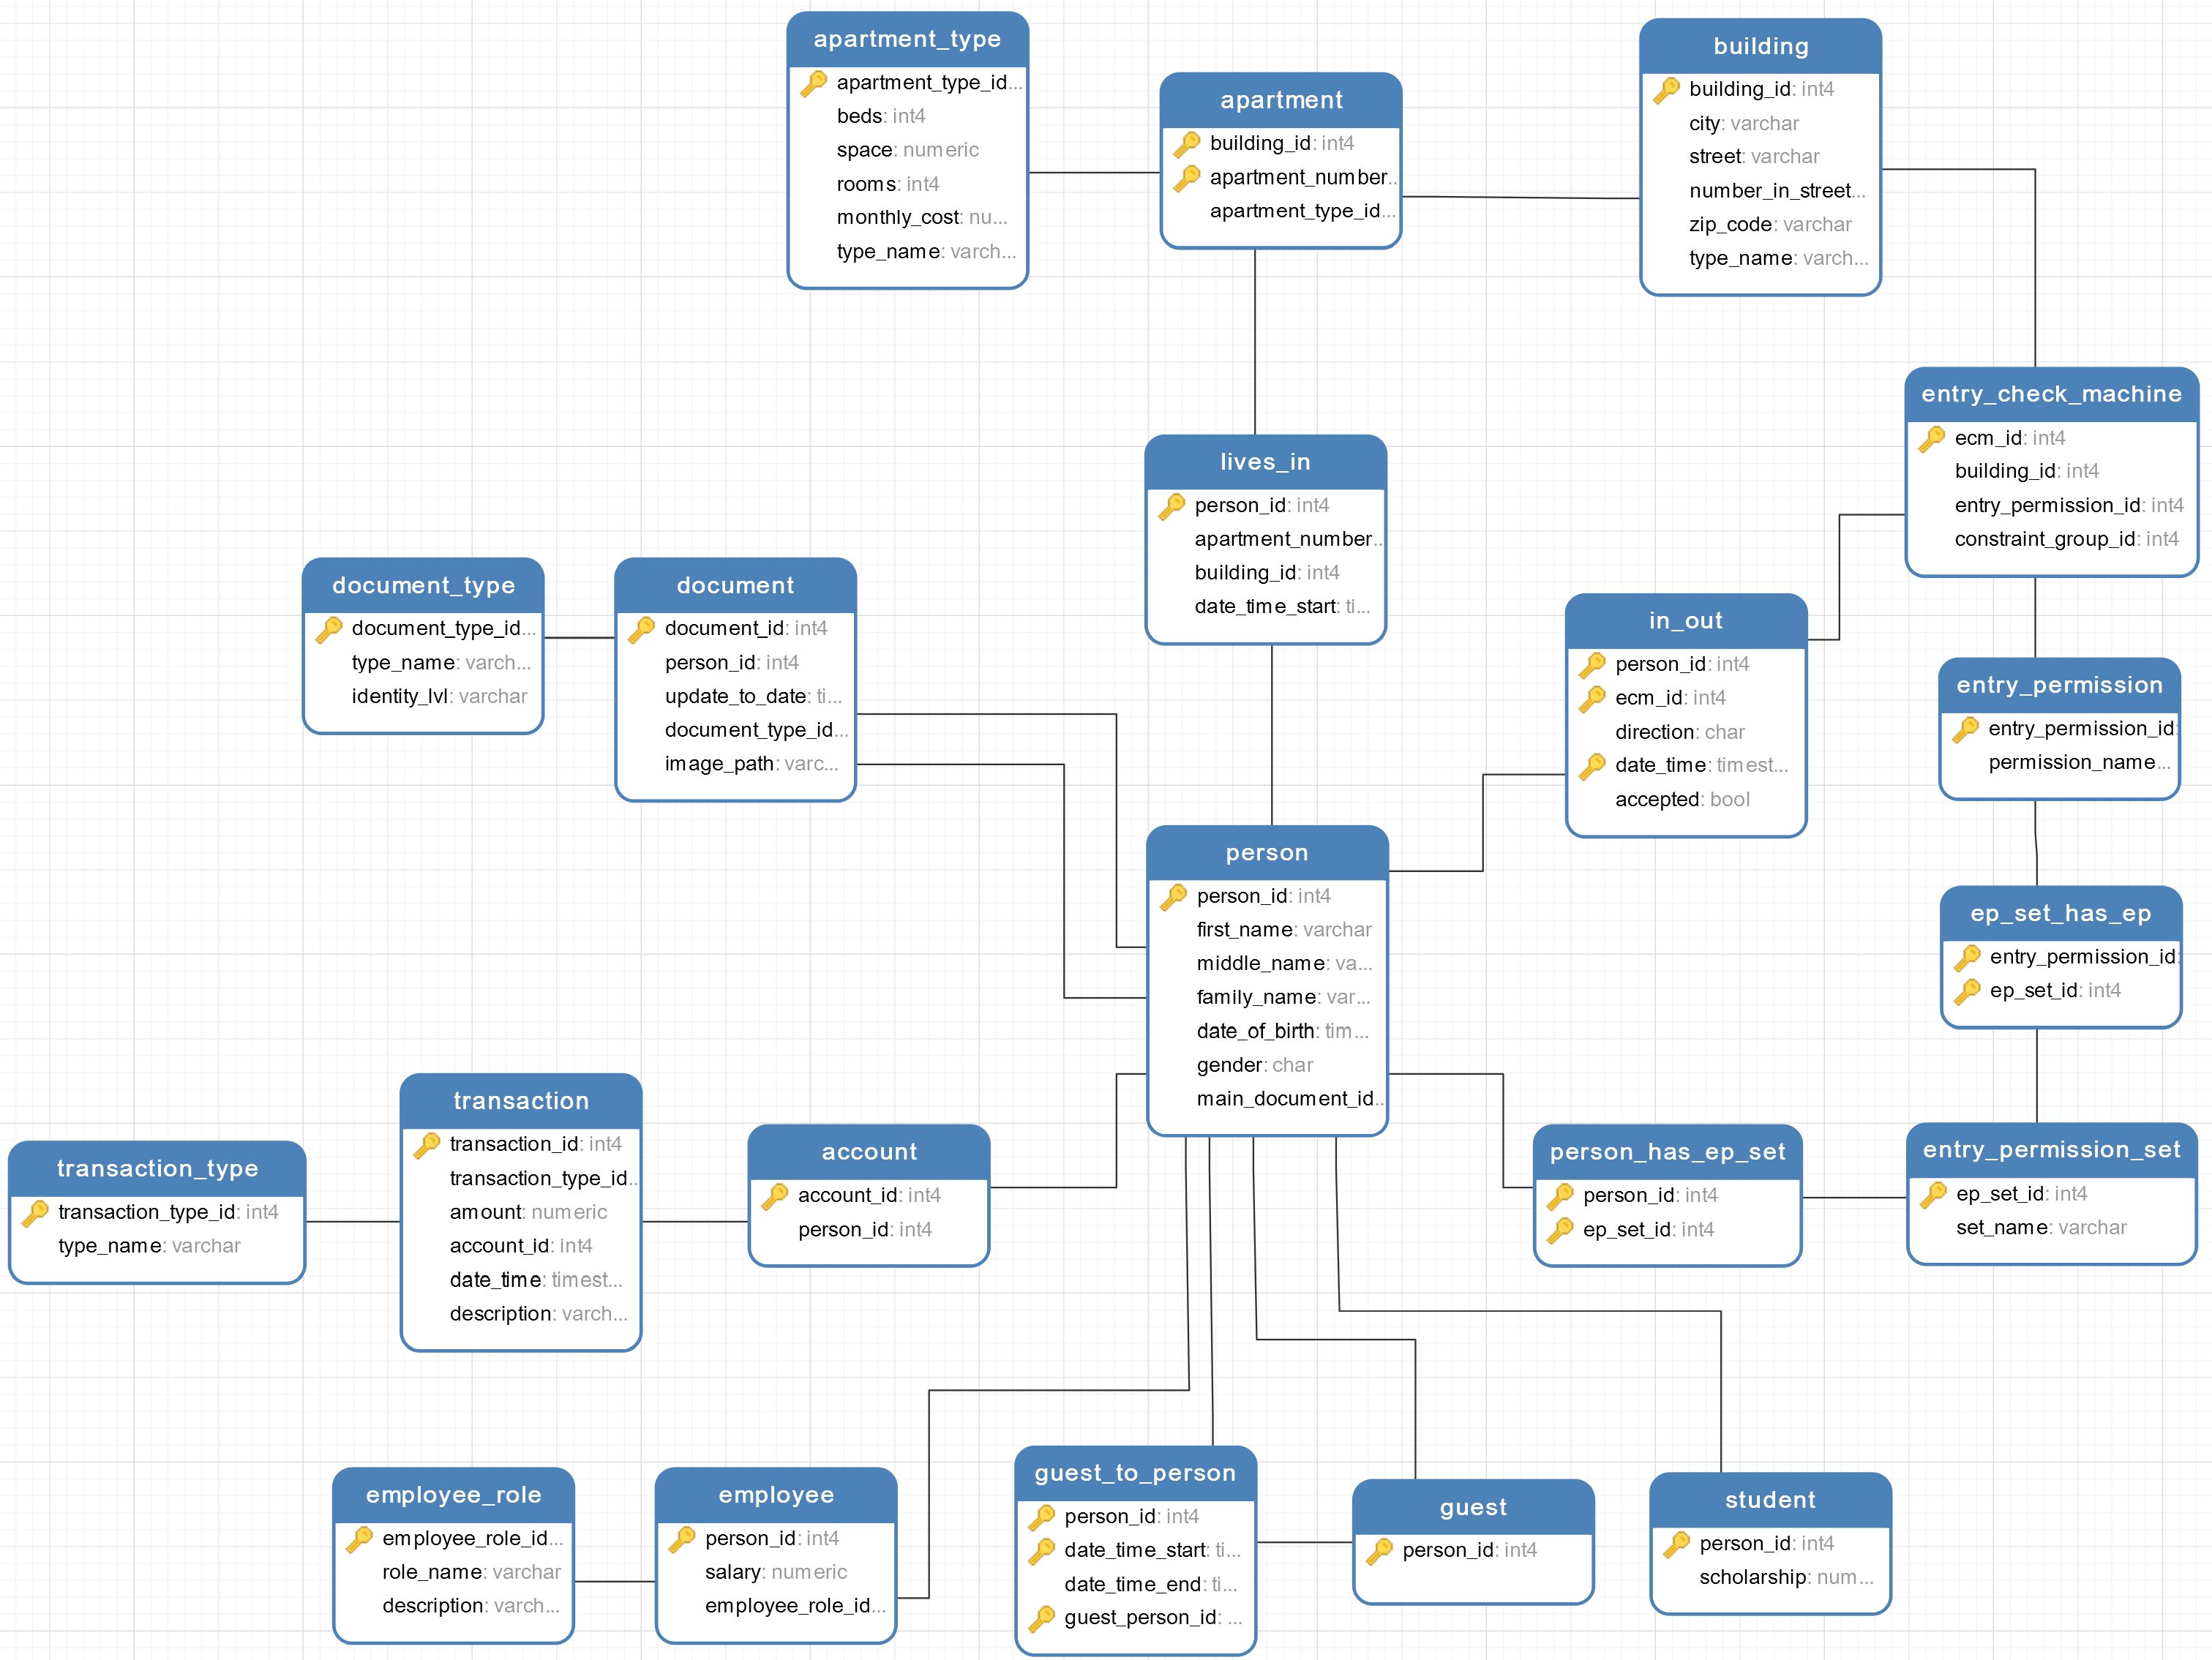 apartment_type
apartment_type_id...
beds: int4
space: numeric
rooms: int4
monthly_cost: nu...
type_name: varch...
apartment
building_id: int4
apartment_number..
apartment_type_id...
building
building_id: int4
city: varchar
street: varchar
number_in_street...
zip_code: varchar
type_name: varch...
entry_check_machine
ecm_id: int4
building_id: int4
entry_permission_id: int4
constraint_group_id: int4
lives_in
person_id: int4
apartment_number..
building_id: int4
date_time_start: ti...
document_type
document_type_id...
type_name: varch...
identity_lvl: varchar
document
document_id: int4
person_id: int4
update_to_date: ti...
document_type_id...
image_path: varc...
in_out
person_id: int4
ecm_id: int4
direction: char
date_time: timest...
accepted: bool
entry_permission
entry_permission_id:
permission_name...
person
person_id: int4
first_name: varchar
middle_name: va...
family_name: var...
date_of_birth: tim...
gender: char
main_document_id..
ep_set_has_ep
entry_permission_id:
ep_set_id: int4
transaction_type
transaction_type_id: int4
type_name: varchar
transaction
transaction_id: int4
transaction_type_id..
amount: numeric
account_id: int4
date_time: timest...
description: varch...
account
account_id: int4
person_id: int4
person_has_ep_set
person_id: int4
ep_set_id: int4
entry_permission_set
ep_set_id: int4
set_name: varchar
employee_role
employee_role_id...
role_name: varchar
description: varch...
employee
person_id: int4
salary: numeric
employee_role_id...
guest_to_person
person_id: int4
date_time_start: ti...
date_time_end: ti...
guest_person_id: ...
guest
person_id: int4
student
person_id: int4
scholarship: num...